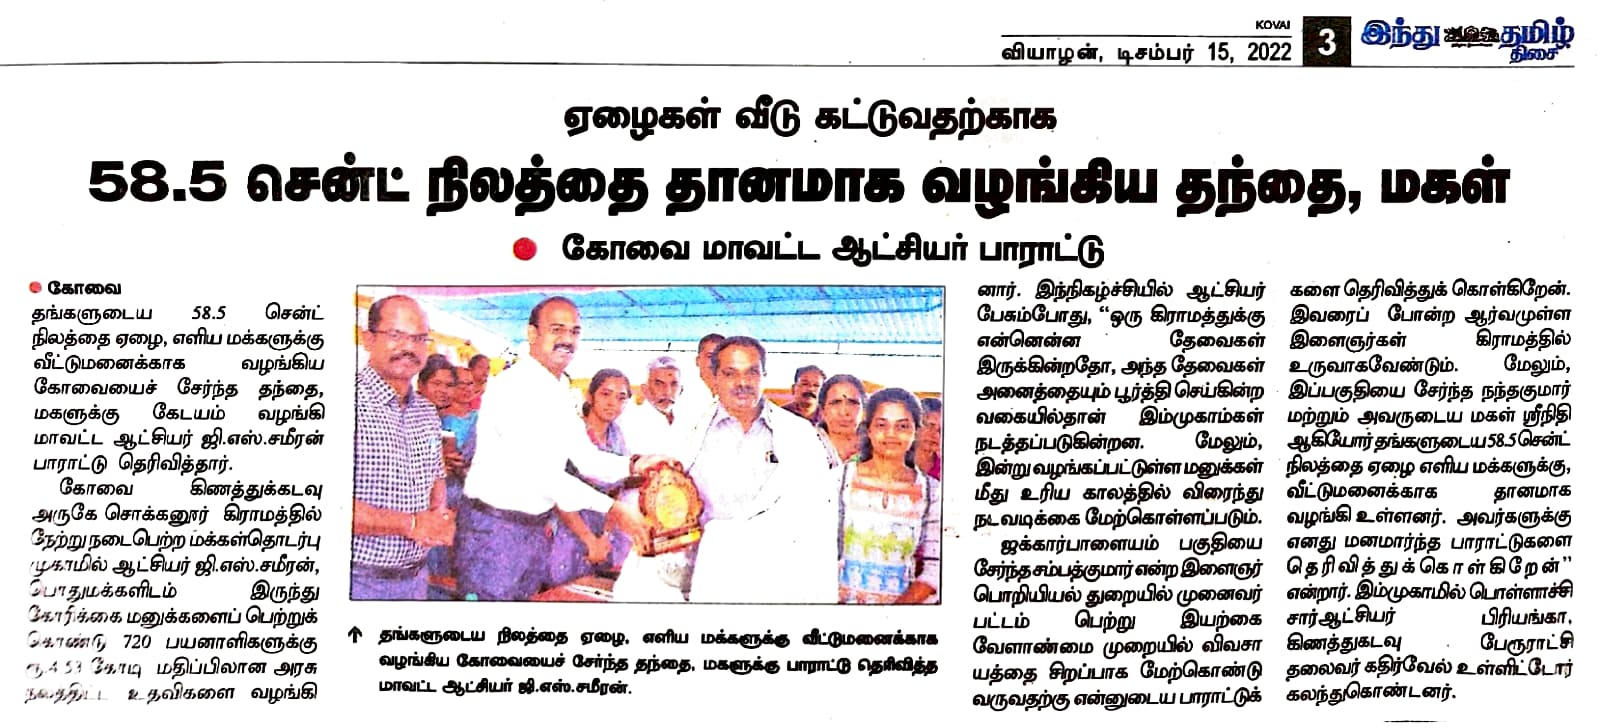 KOVAI
வியாழன், டிசம்பர் 15, 2022
3
இந்து தமிழ்
திசை
ஏழைகள் வீடு கட்டுவதற்காக
58.5 சென்ட் நிலத்தை தானமாக வழங்கிய தந்தை, மகள்
● கோவை மாவட்ட ஆட்சியர் பாராட்டு
● கோவை
தங்களுடைய 58.5 சென்ட்
நிலத்தை ஏழை, எளிய மக்களுக்கு
வீட்டுமனைக்காக வழங்கிய
கோவையைச் சேர்ந்த தந்தை,
மகளுக்கு கேடயம் வழங்கி
மாவட்ட ஆட்சியர் ஜி.எஸ்.சமீரன்
பாராட்டு தெரிவித்தார்.
கோவை கிணத்துக்கடவு
அருகே சொக்கனூர் கிராமத்தில்
நேற்று நடைபெற்ற மக்கள்தொடர்பு
முகாமில் ஆட்சியர் ஜி.எஸ்.சமீரன்,
பொதுமக்களிடம் இருந்து
கோரிக்கை மனுக்களைப் பெற்றுக்
கொண்டு 720 பயனாளிகளுக்கு
ரூ.4.53 கோடி மதிப்பிலான அரசு
நலத்திட்ட உதவிகளை வழங்கி
↑ தங்களுடைய நிலத்தை ஏழை, எளிய மக்களுக்கு வீட்டுமனைக்காக
வழங்கிய கோவையைச் சேர்ந்த தந்தை, மகளுக்கு பாராட்டு தெரிவித்த
மாவட்ட ஆட்சியர் ஜி.எஸ்.சமீரன்.
னார். இந்நிகழ்ச்சியில் ஆட்சியர்
பேசும்போது, “ஒரு கிராமத்துக்கு
என்னென்ன தேவைகள்
இருக்கின்றதோ, அந்த தேவைகள்
அனைத்தையும் பூர்த்தி செய்கின்ற
வகையில்தான் இம்முகாம்கள்
நடத்தப்படுகின்றன. மேலும்,
இன்று வழங்கப்பட்டுள்ள மனுக்கள்
மீது உரிய காலத்தில் விரைந்து
நடவடிக்கை மேற்கொள்ளப்படும்.
ஜக்கார்பாளையம் பகுதியை
சேர்ந்த சம்பத்குமார் என்ற இளைஞர்
பொறியியல் துறையில் முனைவர்
பட்டம் பெற்று இயற்கை
வேளாண்மை முறையில் விவசா
யத்தை சிறப்பாக மேற்கொண்டு
வருவதற்கு என்னுடைய பாராட்டுக்
களை தெரிவித்துக் கொள்கிறேன்.
இவரைப் போன்ற ஆர்வமுள்ள
இளைஞர்கள் கிராமத்தில்
உருவாகவேண்டும். மேலும்,
இப்பகுதியை சேர்ந்த நந்தகுமார்
மற்றும் அவருடைய மகள் ஸ்ரீநிதி
ஆகியோர் தங்களுடைய 58.5 சென்ட்
நிலத்தை ஏழை எளிய மக்களுக்கு,
வீட்டுமனைக்காக தானமாக
வழங்கி உள்ளனர். அவர்களுக்கு
எனது மனமார்ந்த பாராட்டுகளை
தெரிவித்துக்கொள்கிறேன்”
என்றார். இம்முகாமில் பொள்ளாச்சி
சார்ஆட்சியர் பிரியங்கா,
கிணத்துகடவு பேரூராட்சி
தலைவர் கதிர்வேல் உள்ளிட்டோர்
கலந்துகொண்டனர்.